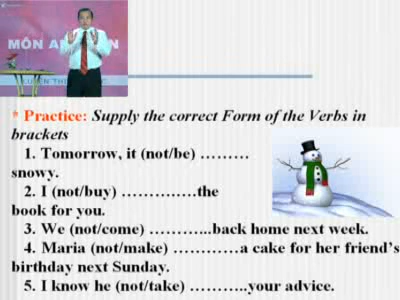 MÔN A
* Practice: Supply the correct Form of the Verbs in
brackets
1. Tomorrow, it (not/be) ………
snowy.
2. I (not/buy) ………….the
book for you.
3. We (not/come) ………...back home next week.
4. Maria (not/make) …………a cake for her friend’s
birthday next Sunday.
5. I know he (not/take) ………..your advice.